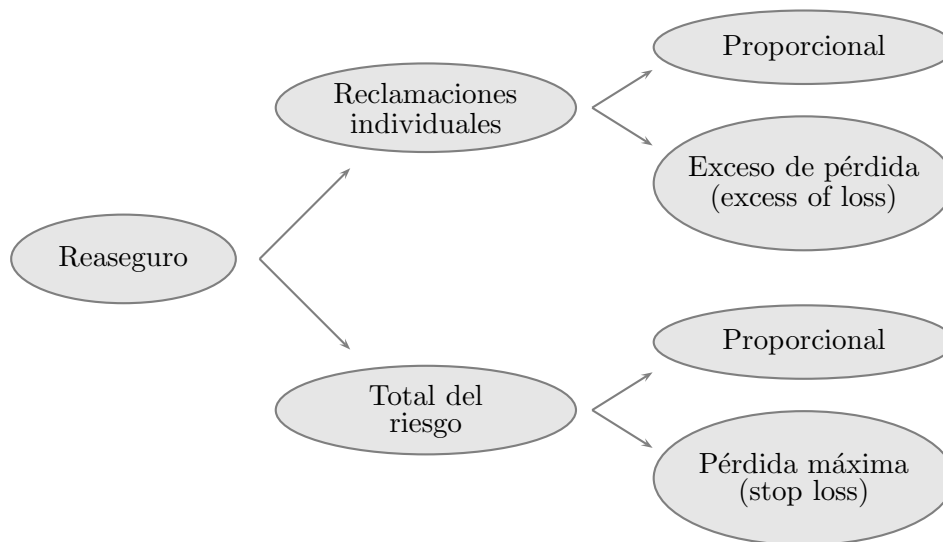 Proporcional
Reclamaciones
individuales
Exceso de pérdida
(excess of loss)
Reaseguro
Proporcional
Total del
riesgo
Pérdida máxima
(stop loss)